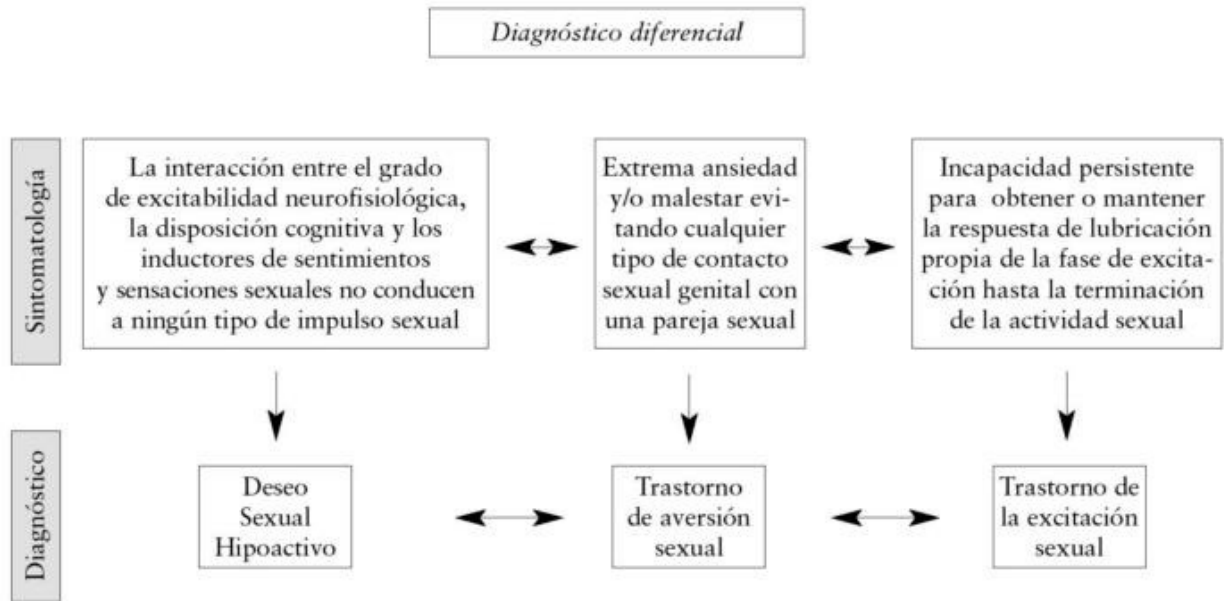 Diagnóstico diferencial
Sintomatología
La interacción entre el grado
de excitabilidad neurofisiológica,
la disposición cognitiva y los
inductores de sentimientos
y sensaciones sexuales no conducen
a ningún tipo de impulso sexual
Extrema ansiedad
y/o malestar evi-
tando cualquier
tipo de contacto
sexual genital con
una pareja sexual
Incapacidad persistente
para obtener o mantener
la respuesta de lubricación
propia de la fase de excita-
ción hasta la terminación
de la actividad sexual
Diagnóstico
Deseo
Sexual
Hipoactivo
Trastorno
de aversión
sexual
Trastorno de
la excitación
sexual